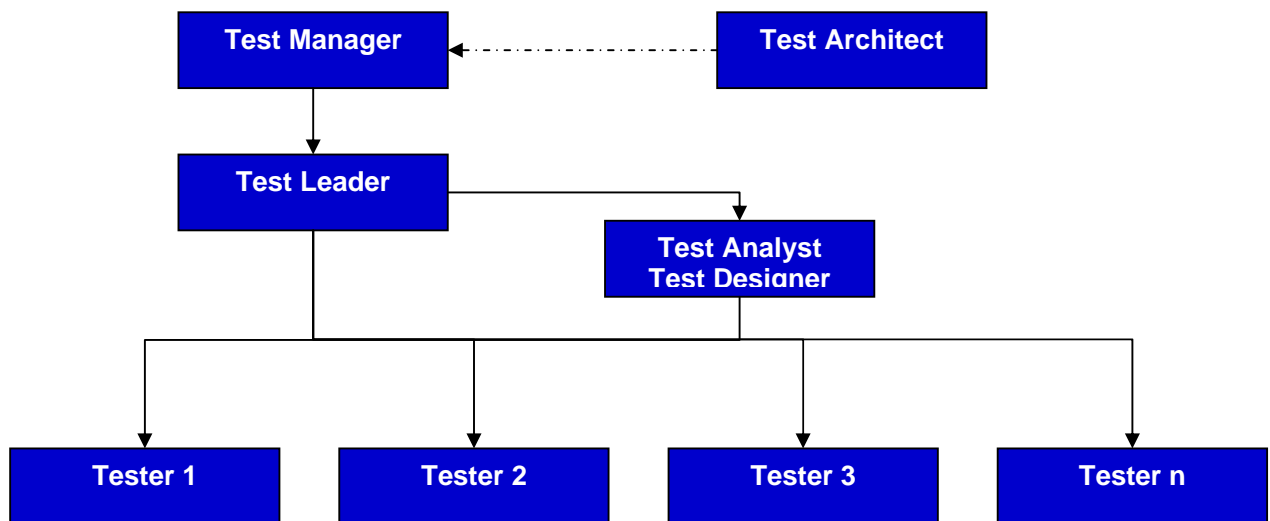 Test Manager
Test Architect
Test Leader
Test Analyst
Test Designer
Tester 1
Tester 2
Tester 3
Tester n